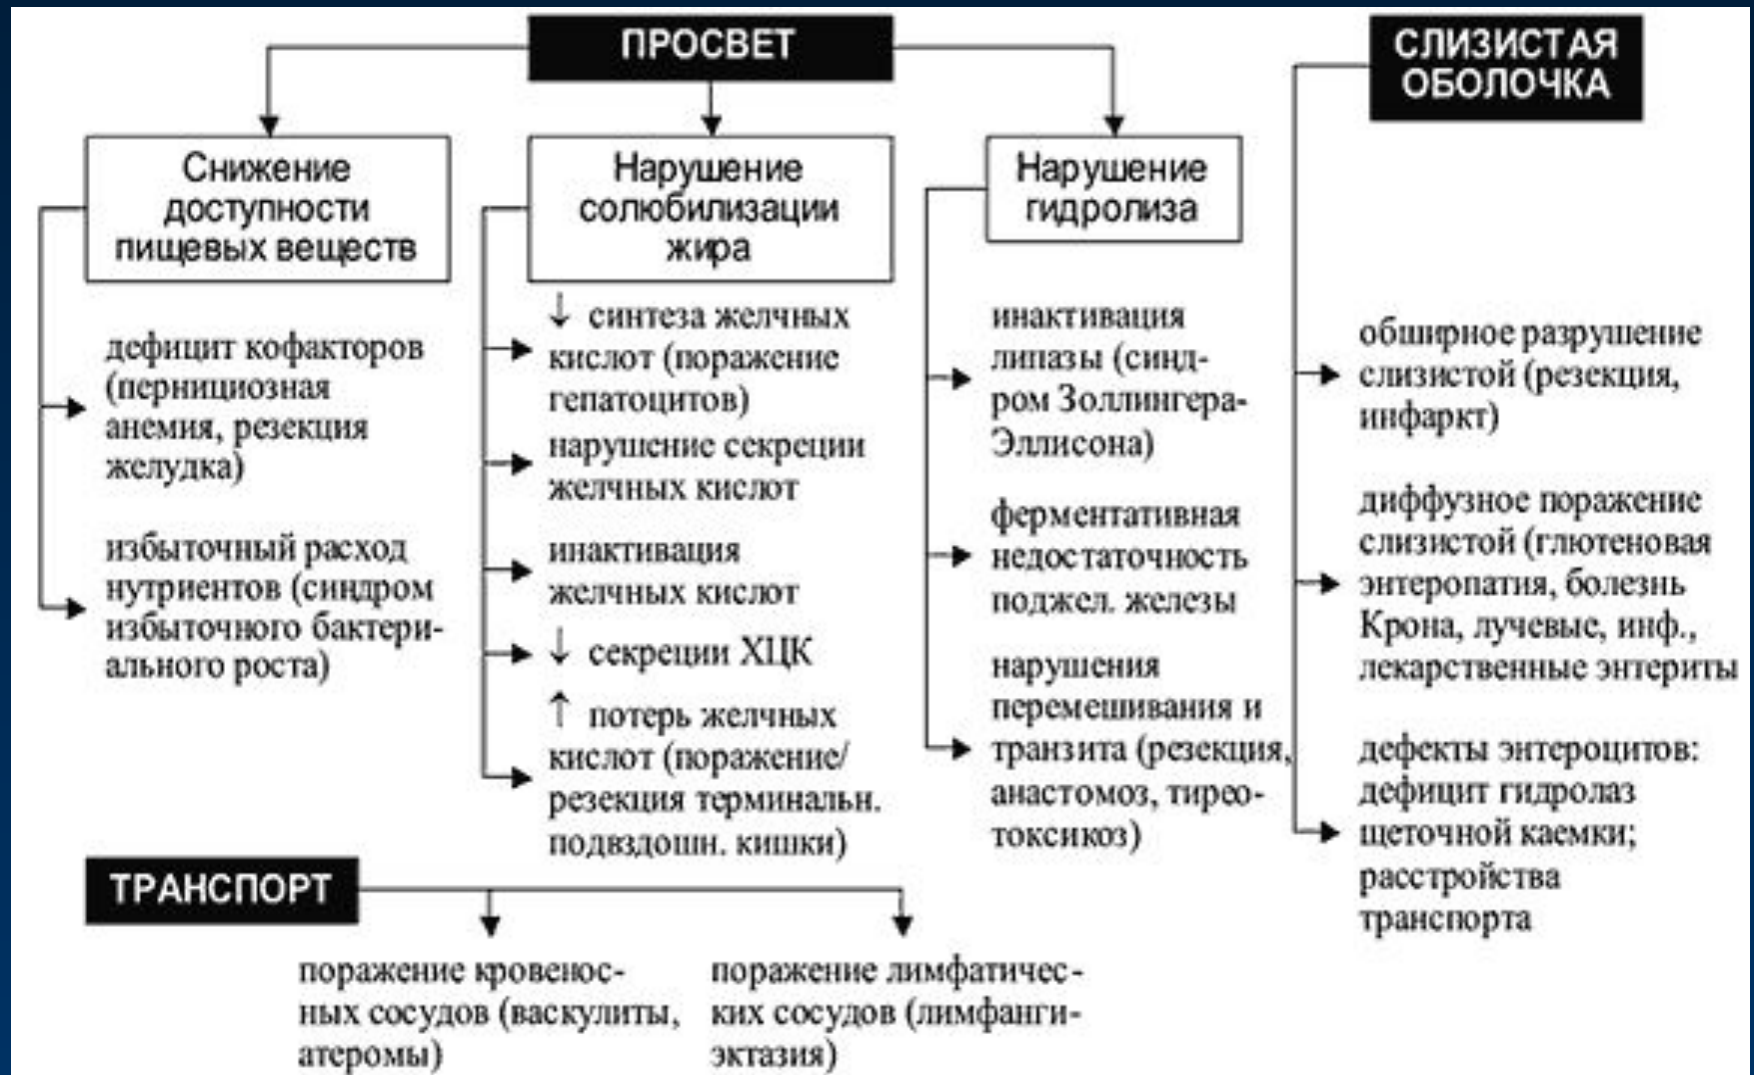 ПРОСВЕТ
Снижение
доступности
пищевых веществ
дефицит кофакторов
(пернициозная
анемия, резекция
желудка)
избыточный расход
нутриентов (синдром
избыточного бактери-
ального роста)
Нарушение
солюбилизации
жира
↓ синтеза желчных
кислот (поражение
гепатоцитов)
нарушение секреции
желчных кислот
инактивация
желчных кислот
↓ секреции ХЦК
↑ потерь желчных
кислот (поражение/
резекция терминальн.
подвздошн. кишки)
Нарушение
гидролиза
инактивация
липазы (синд-
ром Золлингера-
Эллисона)
ферментативная
недостаточность
поджел. железы
нарушения
перемешивания и
транзита (резекция,
анастомоз, тирео-
токсикоз)
СЛИЗИСТАЯ
ОБОЛОЧКА
обширное разрушение
слизистой (резекция,
инфаркт)
диффузное поражение
слизистой (глютеновая
энтеропатия, болезнь
Крона, лучевые, инф.,
лекарственные энтериты
дефекты энтероцитов:
дефицит гидролаз
щеточной каемки;
расстройства
транспорта
ТРАНСПОРТ
поражение кровенос-
ных сосудов (васкулиты,
атеромы)
поражение лимфатичес-
ких сосудов (лимфанги-
эктазия)